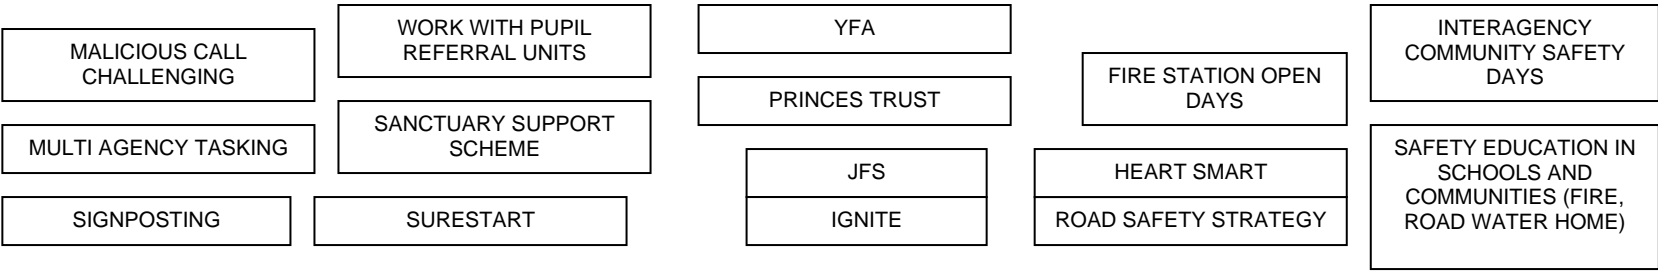 MALICIOUS CALL
CHALLENGING
MULTI AGENCY TASKING
SIGNPOSTING
WORK WITH PUPIL
REFERRAL UNITS
SANCTUARY SUPPORT
SCHEME
SURESTART
YFA
PRINCES TRUST
JFS
IGNITE
FIRE STATION OPEN
DAYS
HEART SMART
ROAD SAFETY STRATEGY
INTERAGENCY
COMMUNITY SAFETY
DAYS
SAFETY EDUCATION IN
SCHOOLS AND
COMMUNITIES (FIRE,
ROAD WATER HOME)